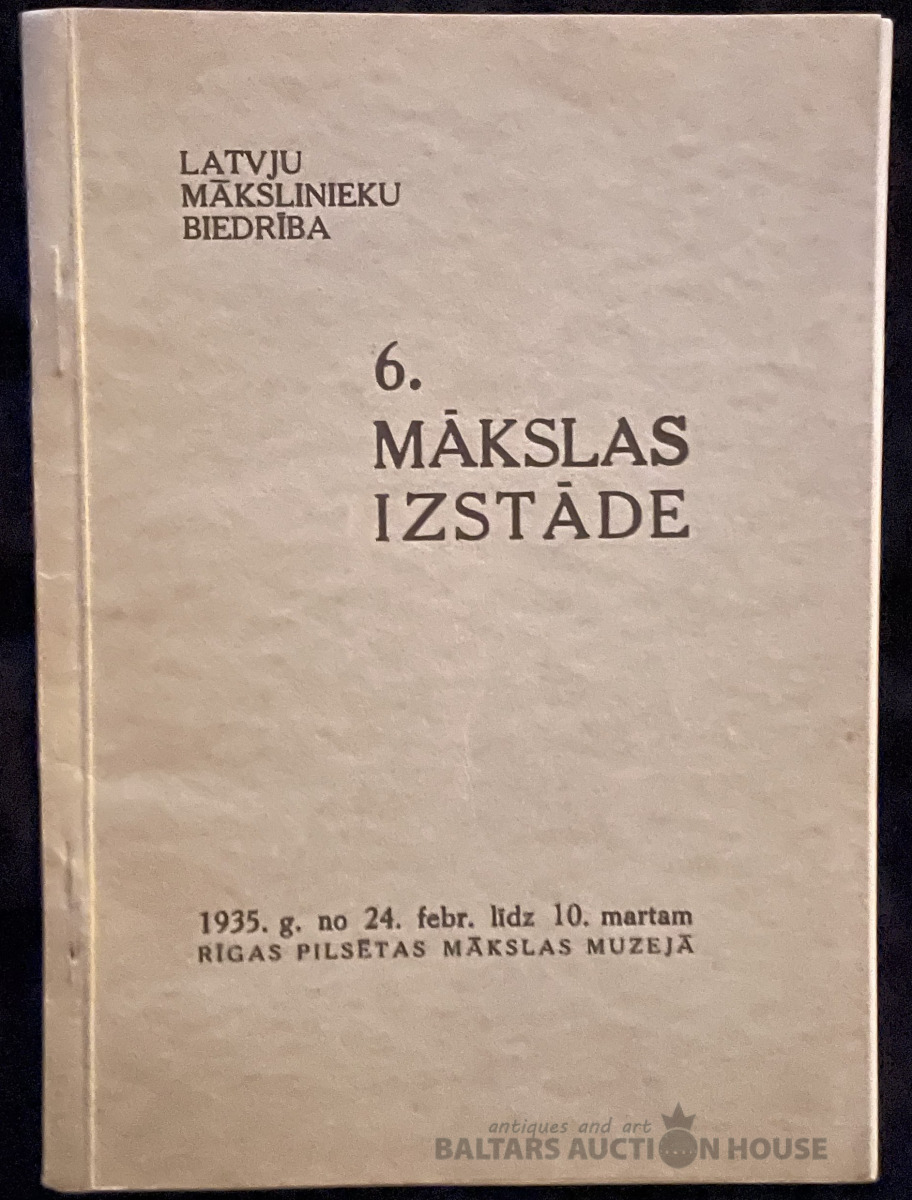 LATVJU
MĀKSLINIEKU
BIEDRĪBA
6.
MĀKSLAS
IZSTĀDE
1935. g. no 24. febr. līdz 10. martam
RĪGAS PILSĒTAS MĀKSLAS MUZEJĀ
antiques and art
BALTARS AUCTION HOUSE